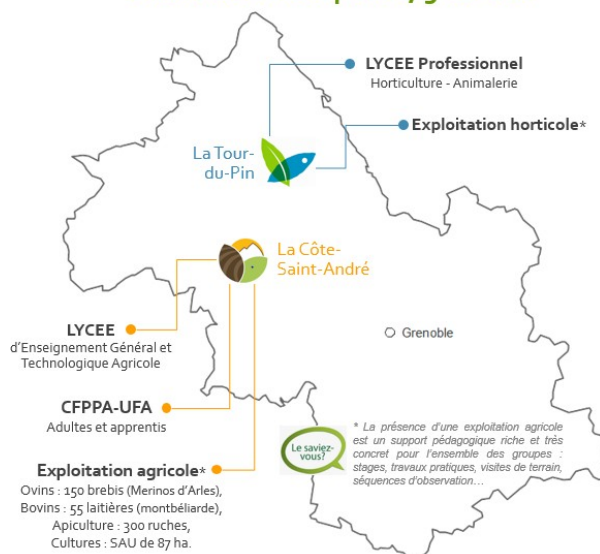 LYCEE Professionnel
Horticulture - Animalerie
Exploitation horticole*
La Tour-
du-Pin
La Côte-
Saint-André
LYCEE
d'Enseignement Général et
Technologique Agricole
Grenoble
CFPPA-UFA
Adultes et apprentis
Le saviez-
vous?
* La présence d'une exploitation agricole
est un support pédagogique riche et très
concret pour l'ensemble des groupes :
stages, travaux pratiques, visites de terrain,
séquences d'observation…
Exploitation agricole*
Ovins : 150 brebis (Merinos d'Arles),
Bovins : 55 laitières (montbéliarde),
Apiculture : 300 ruches,
Cultures : SAU de 87 ha.